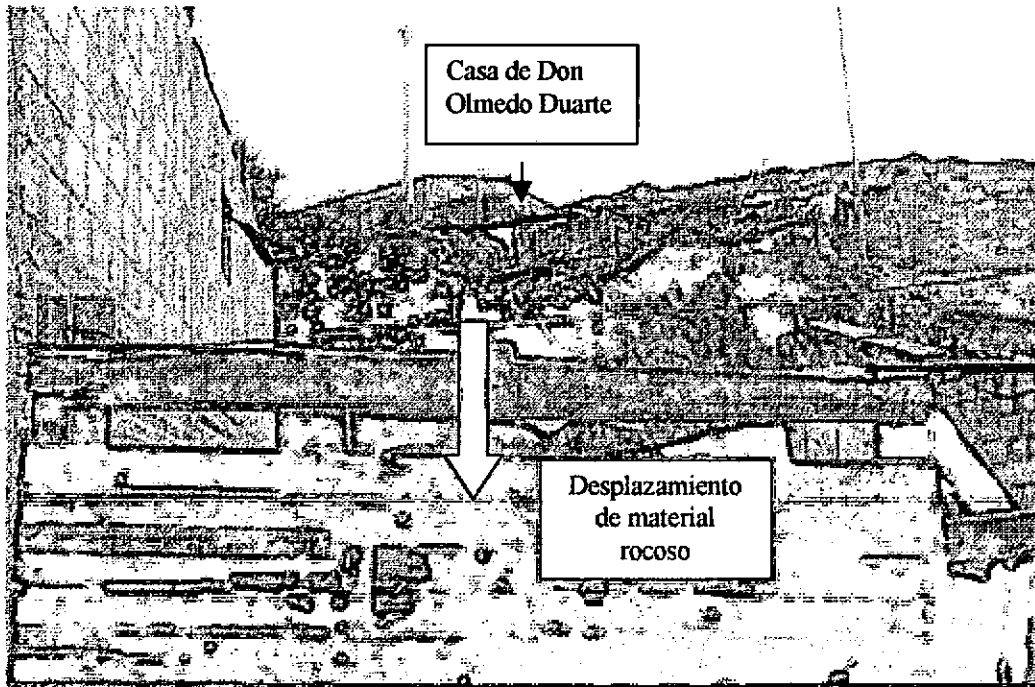 Casa de Don
Olmedo Duarte
Desplazamiento
de material
rocoso